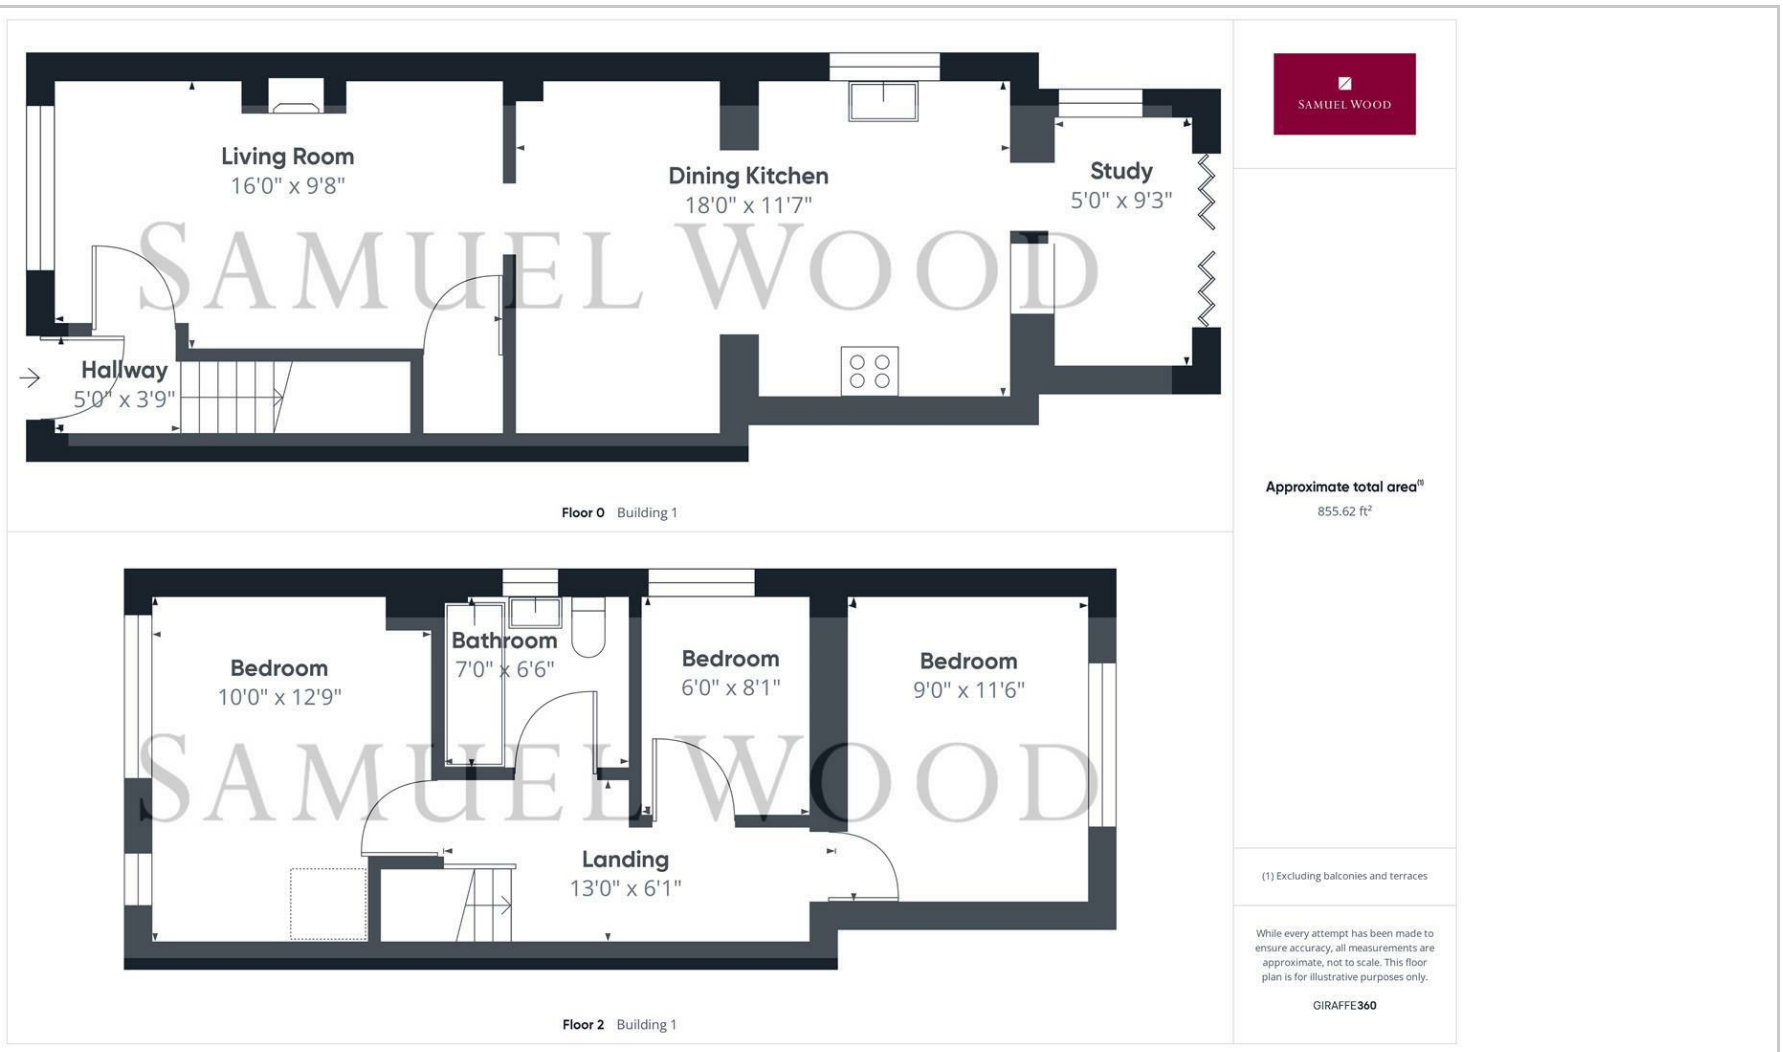 SAMUEL WOOD
Living Room
16'0" x 9'8"
Dining Kitchen
18'0" x 11'7"
Study
5'0" x 9'3"
SAMUEL WOOD
Hallway
5'0" x 3'9"
Floor 0 Building 1
Approximate total area(1)
855.62 ft²
Bathroom
7'0" x 6'6"
Bedroom
10'0" x 12'9"
Bedroom
6'0" x 8'1"
Bedroom
9'0" x 11'6"
SAMUEL WOOD
Landing
13'0" x 6'1"
Floor 2 Building 1
(1) Excluding balconies and terraces
While every attempt has been made to
ensure accuracy, all measurements are
approximate, not to scale. This floor
plan is for illustrative purposes only.
GIRAFFE360